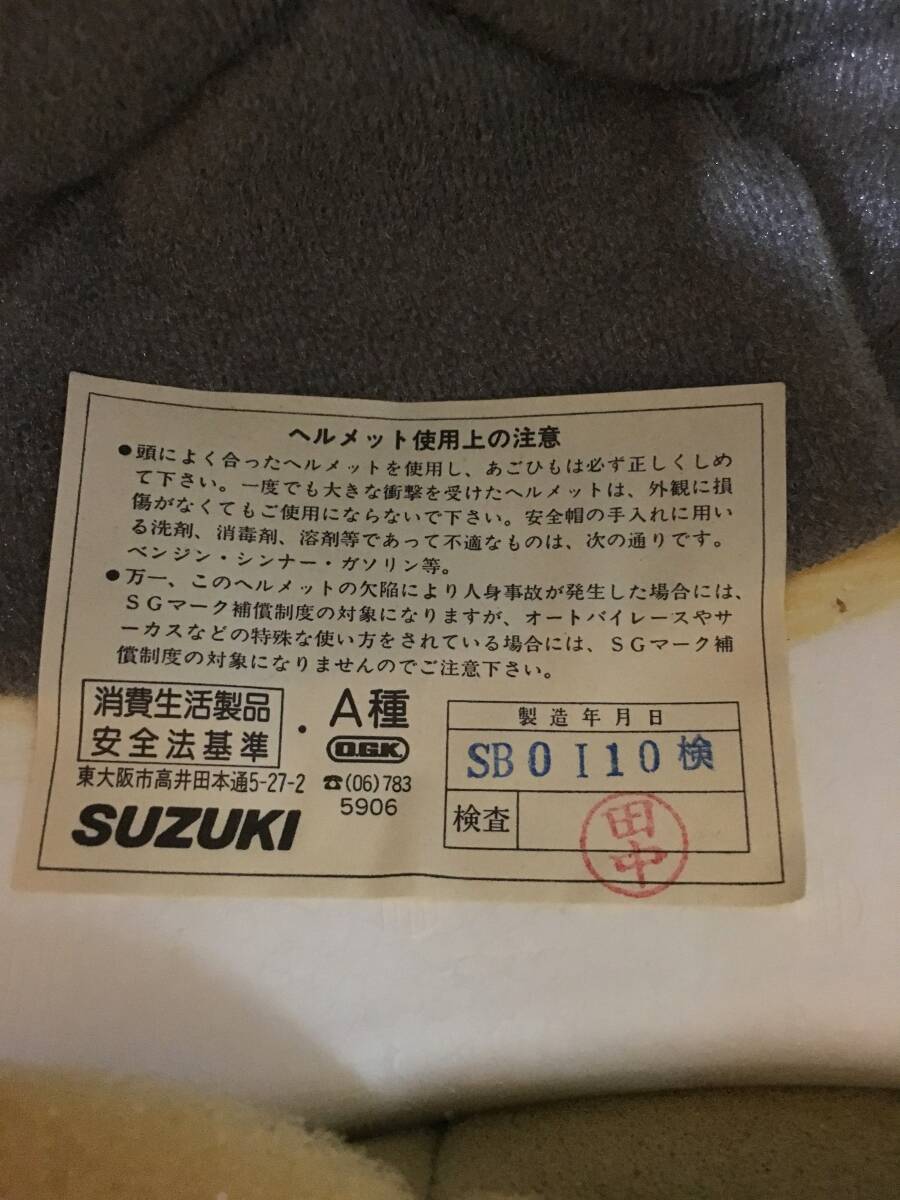 ヘルメット使用上の注意
●頭によく合ったヘルメットを使用し、あごひもは必ず正しくしめ
て下さい。一度でも大きな衝撃を受けたヘルメットは、外観に損
傷がなくてもご使用にならないで下さい。安全帽の手入れに用い
る洗剤、消毒剤、溶剤等であって不適なものは、次の通りです。
ベンジン・シンナー・ガソリン等。
●万一、このヘルメットの欠陥により人身事故が発生した場合には、
SGマーク補償制度の対象になりますが、オートバイレースやサ
ーカスなどの特殊な使い方をされている場合には、SGマーク補
償制度の対象になりませんのでご注意下さい。
消費生活製品
安全法基準
・A種
O.G.K
東大阪市高井田本通5-27-2 ☎(06)783
5906
SUZUKI
製造年月日
SB0I10検
検査
田中